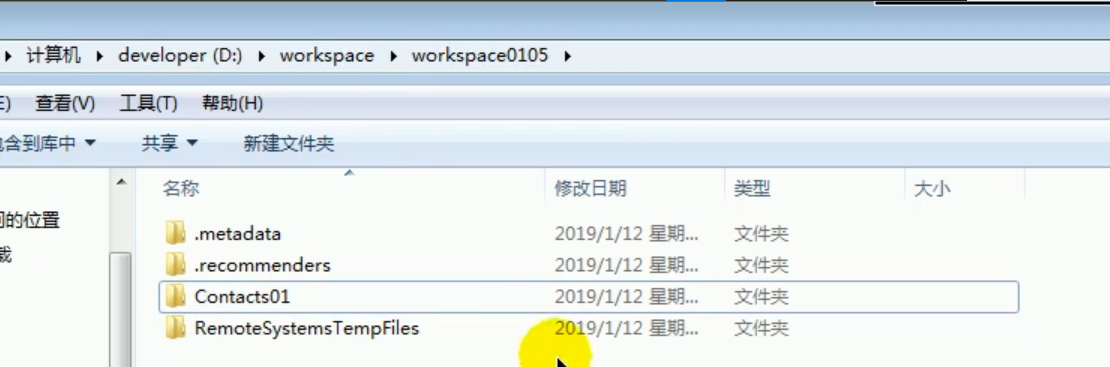 计算机 developer (D:) workspace workspace0105
E) 查看(V) 工具(T) 帮助(H)
含到库中 共享 新建文件夹
名称 修改日期 类型 大小
的位置
.metadata 2019/1/12 星期... 文件夹
载
.recommenders 2019/1/12 星期... 文件夹
Contacts01 2019/1/12 星期... 文件夹
RemoteSystemsTempFiles 2019/1/12 星期... 文件夹